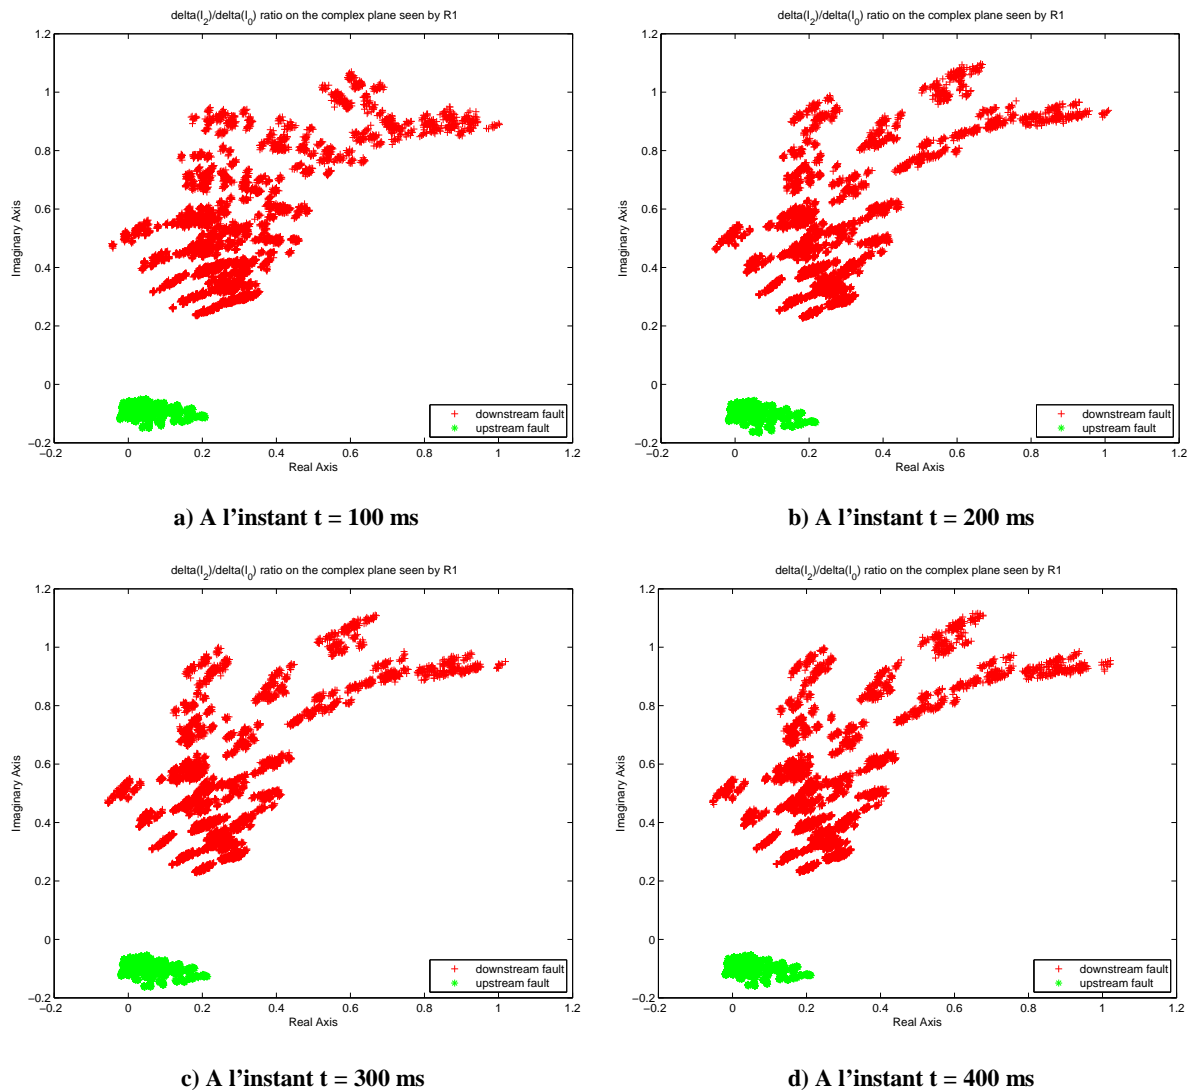 delta(I_2)/delta(I_0) ratio on the complex plane seen by R1
1.2
1
0.8
0.6
0.4
0.2
0
−0.2
Imaginary Axis
−0.2 0 0.2 0.4 0.6 0.8 1 1.2
Real Axis
downstream fault
upstream fault
a) A l'instant t = 100 ms
delta(I_2)/delta(I_0) ratio on the complex plane seen by R1
1.2
1
0.8
0.6
0.4
0.2
0
−0.2
Imaginary Axis
−0.2 0 0.2 0.4 0.6 0.8 1 1.2
Real Axis
downstream fault
upstream fault
b) A l'instant t = 200 ms
delta(I_2)/delta(I_0) ratio on the complex plane seen by R1
1.2
1
0.8
0.6
0.4
0.2
0
−0.2
Imaginary Axis
−0.2 0 0.2 0.4 0.6 0.8 1 1.2
Real Axis
downstream fault
upstream fault
c) A l'instant t = 300 ms
delta(I_2)/delta(I_0) ratio on the complex plane seen by R1
1.2
1
0.8
0.6
0.4
0.2
0
−0.2
Imaginary Axis
−0.2 0 0.2 0.4 0.6 0.8 1 1.2
Real Axis
downstream fault
upstream fault
d) A l'instant t = 400 ms